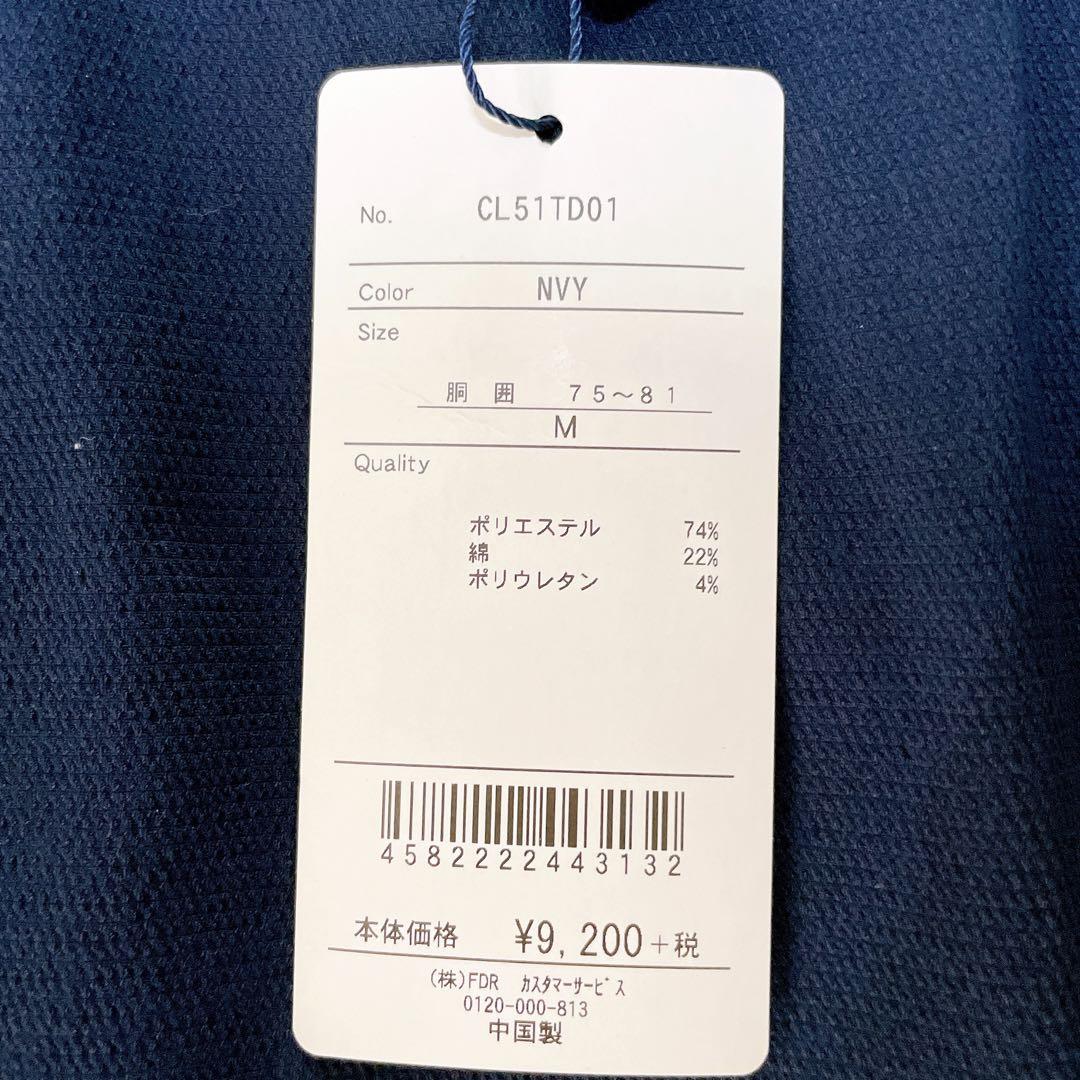 No. CL51TD01
Color NVY
Size
胴 囲 75～81
M
Quality
ポリエステル 74%
綿 22%
ポリウレタン 4%
4582222443132
本体価格 ¥9,200+税
(株)FDR ｶｽﾀﾏｰｻｰﾋﾞｽ
0120-000-813
中国製